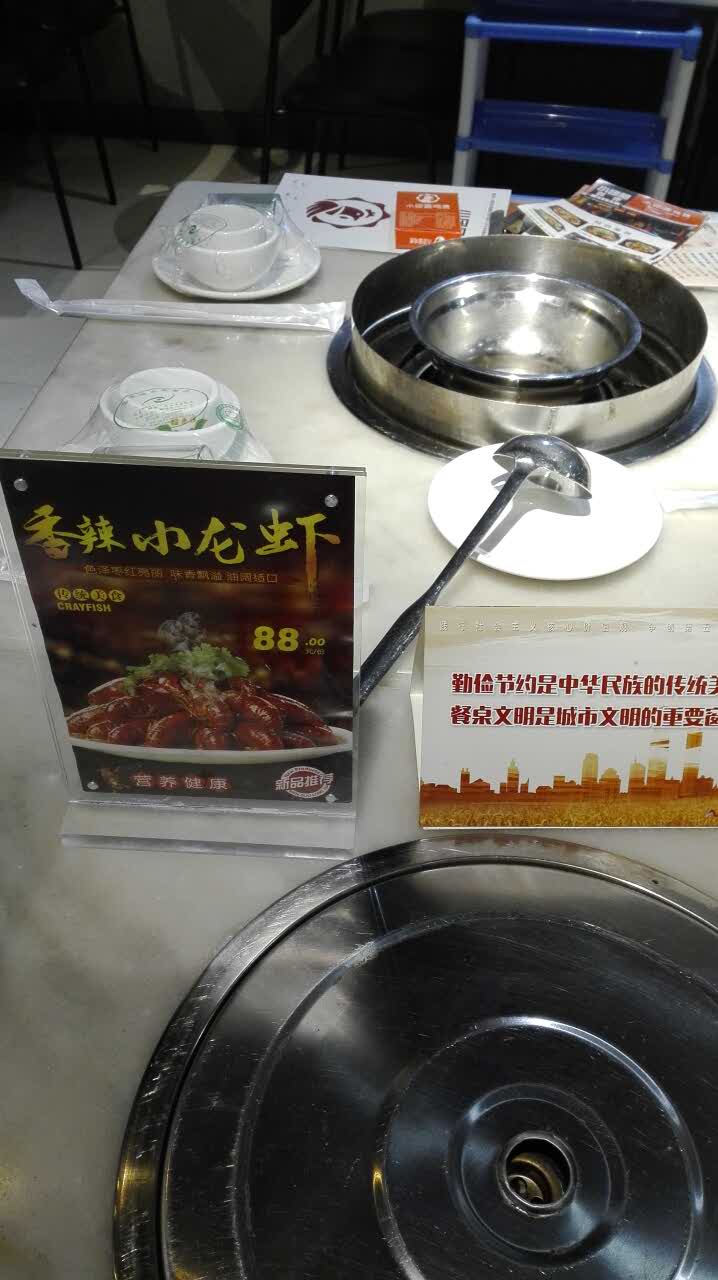 香辣小龙虾
色泽枣红亮丽 味香飘溢 油润适口
传统美食
CRAYFISH
88.00
元/份
营养健康
新品推荐
勤俭节约是中华民族的传统美
餐桌文明是城市文明的重要窗